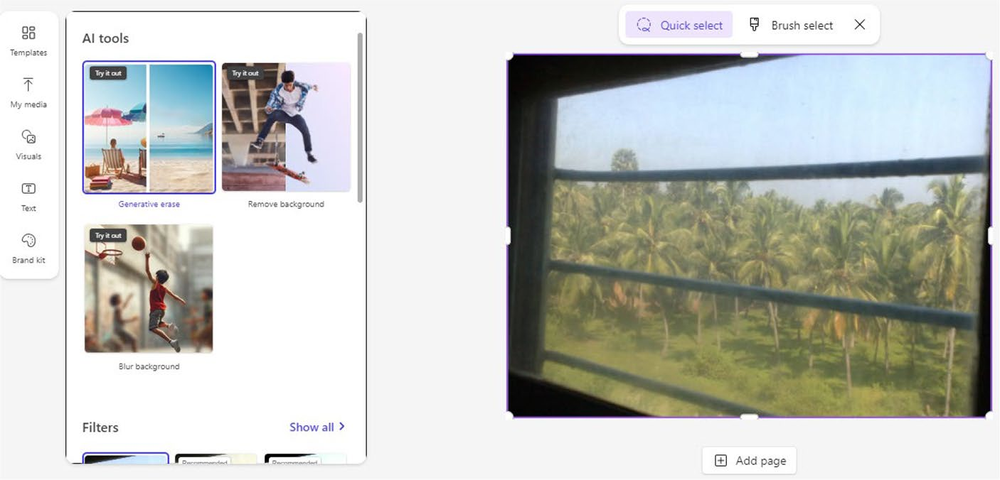 Templates
My media
Visuals
Text
Brand kit
AI tools
Try it out
Try it out
Generative erase
Remove background
Try it out
Blur background
Filters
Show all
Recommended
Recommended
Quick select
Brush select
Add page